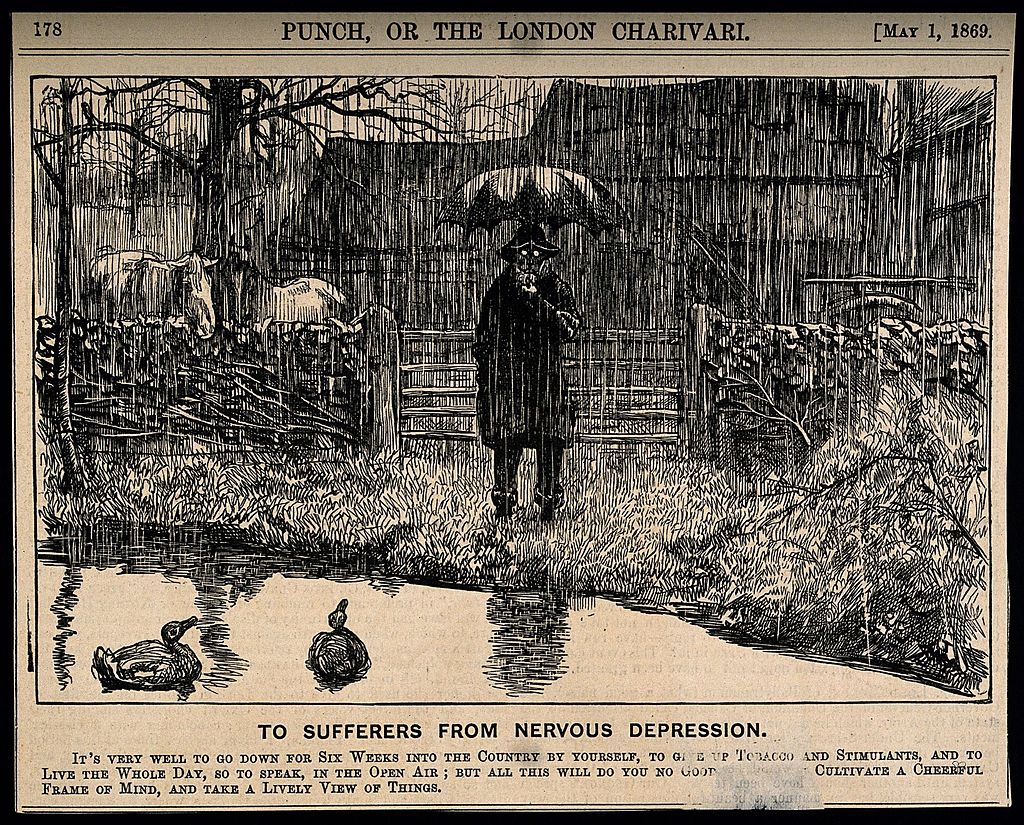 178
PUNCH, OR THE LONDON CHARIVARI.
[MAY 1, 1869.
TO SUFFERERS FROM NERVOUS DEPRESSION.
IT'S VERY WELL TO GO DOWN FOR SIX WEEKS INTO THE COUNTRY BY YOURSELF, TO UP TOBACCO AND STIMULANTS, AND TO
LIVE THE WHOLE DAY, SO TO SPEAK, IN THE OPEN AIR; BUT ALL THIS WILL DO YOU NO GOOD CULTIVATE A CHEERFUL
FRAME OF MIND, AND TAKE A LIVELY VIEW OF THINGS.